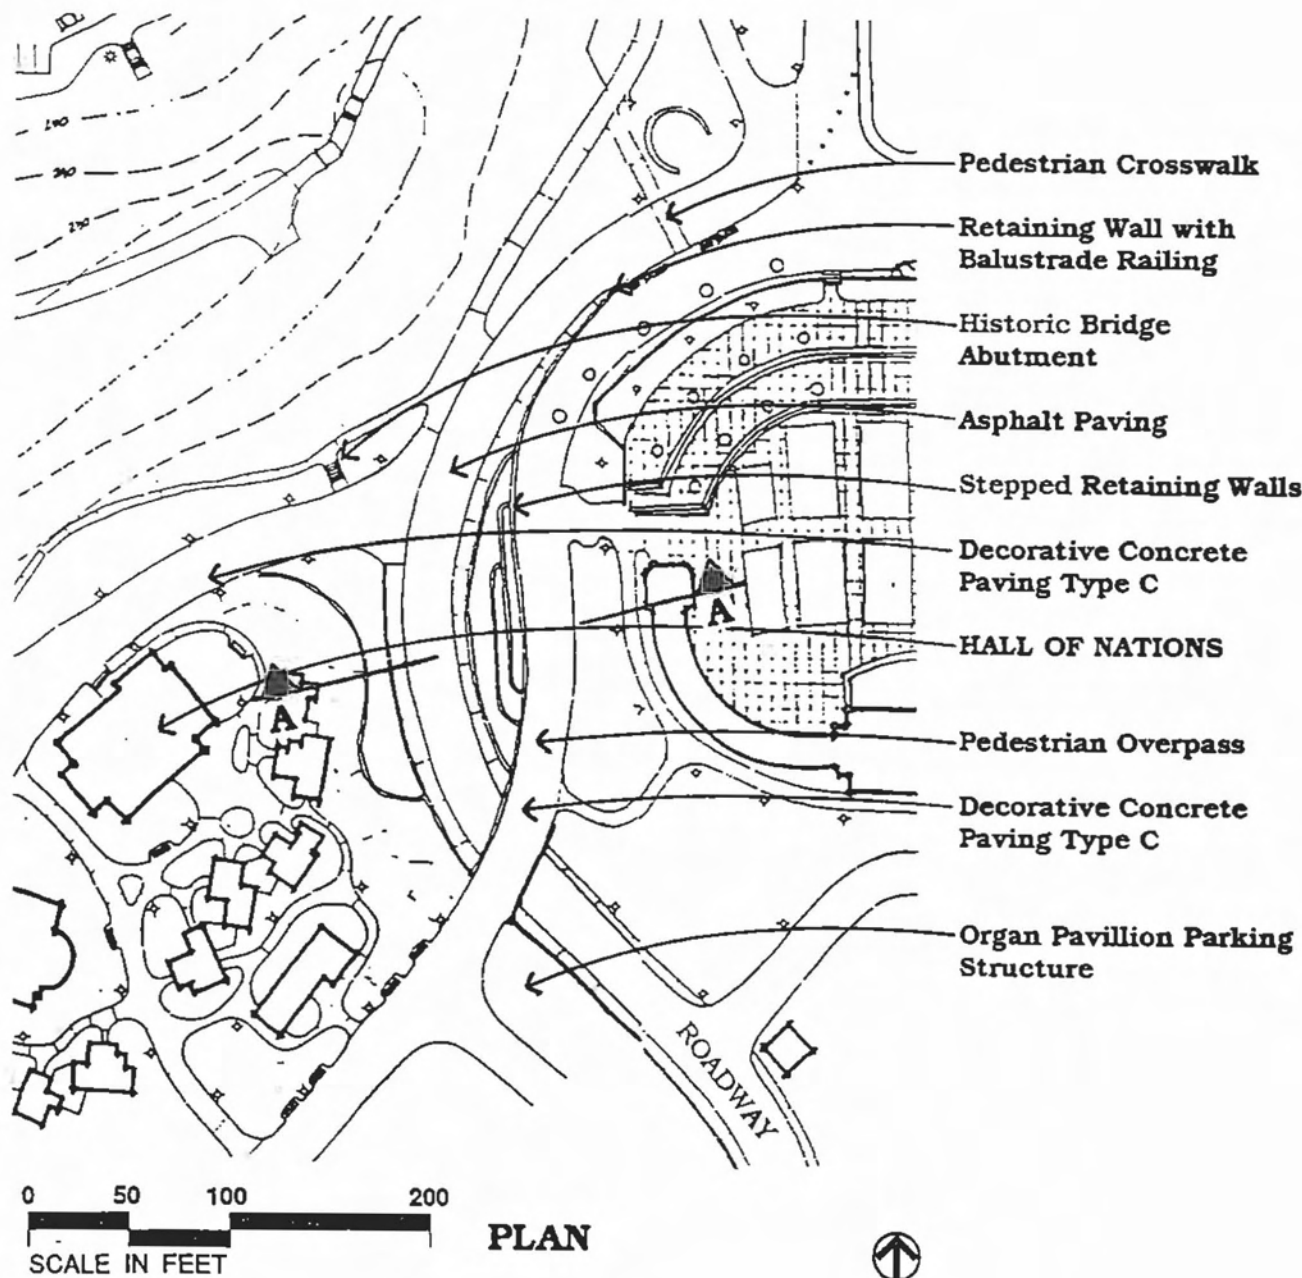 Pedestrian Crosswalk
Retaining Wall with
Balustrade Railing
Historic Bridge
Abutment
Asphalt Paving
Stepped Retaining Walls
Decorative Concrete
Paving Type C
A'
HALL OF NATIONS
A
Pedestrian Overpass
Decorative Concrete
Paving Type C
Organ Pavillion Parking
Structure
ROADWAY
0 50 100 200
SCALE IN FEET
PLAN